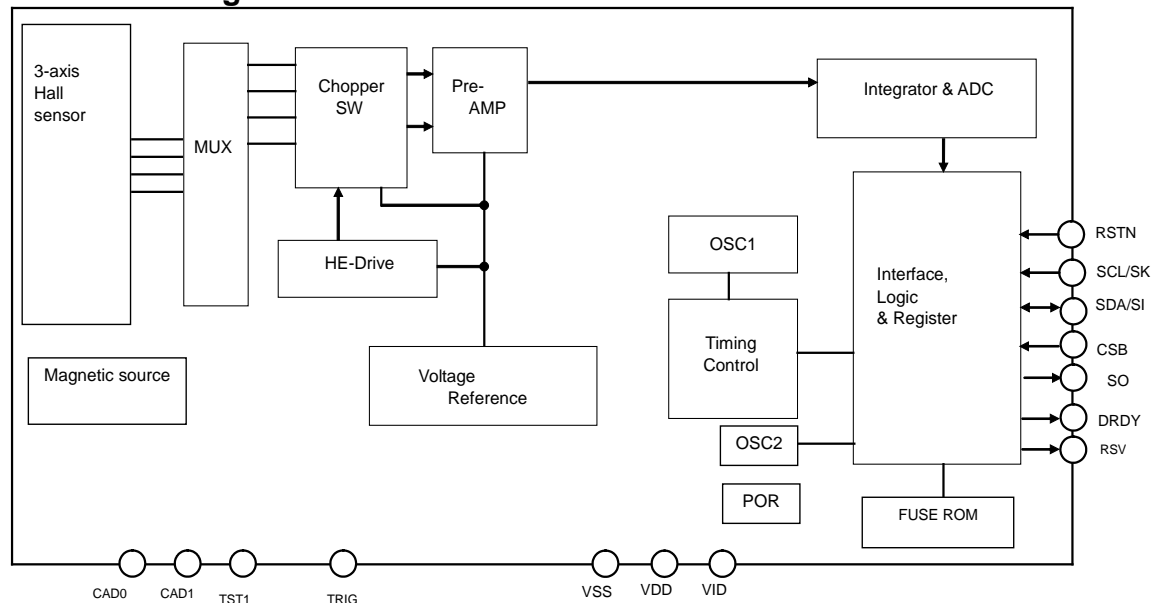 3-axis
Hall
sensor
MUX
Chopper
SW
Pre-
AMP
Integrator & ADC
HE-Drive
OSC1
Interface,
Logic
& Register
Timing
Control
Magnetic source
Voltage
Reference
OSC2
POR
FUSE ROM
RSTN
SCL/SK
SDA/SI
CSB
SO
DRDY
RSV
CAD0
CAD1
TST1
TRIG
VSS
VDD
VID